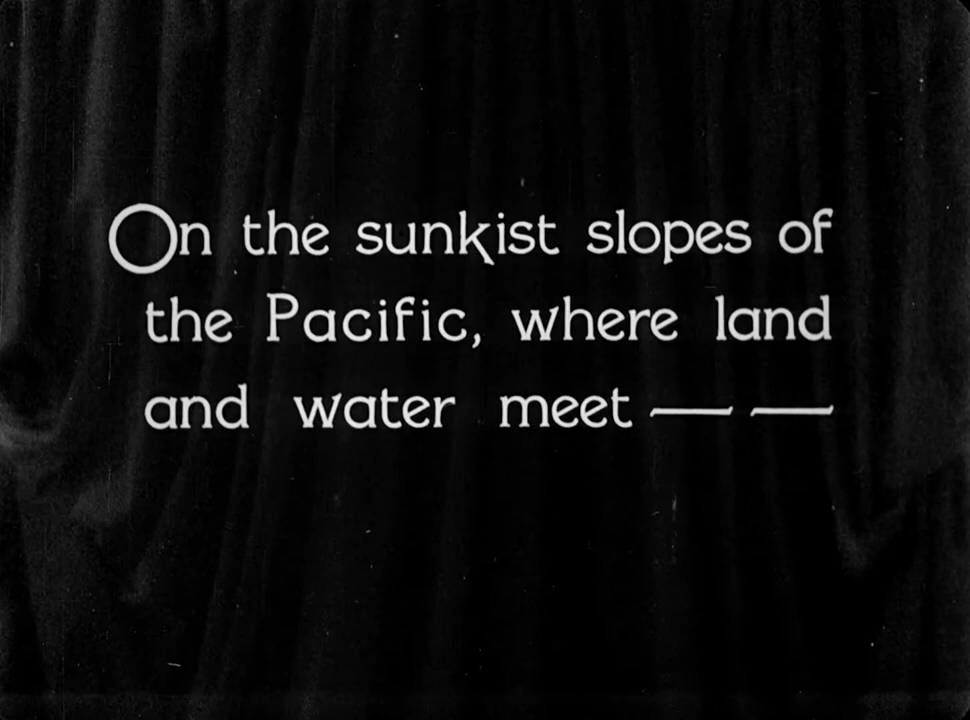 On the sunkist slopes of
the Pacific, where land
and water meet — —